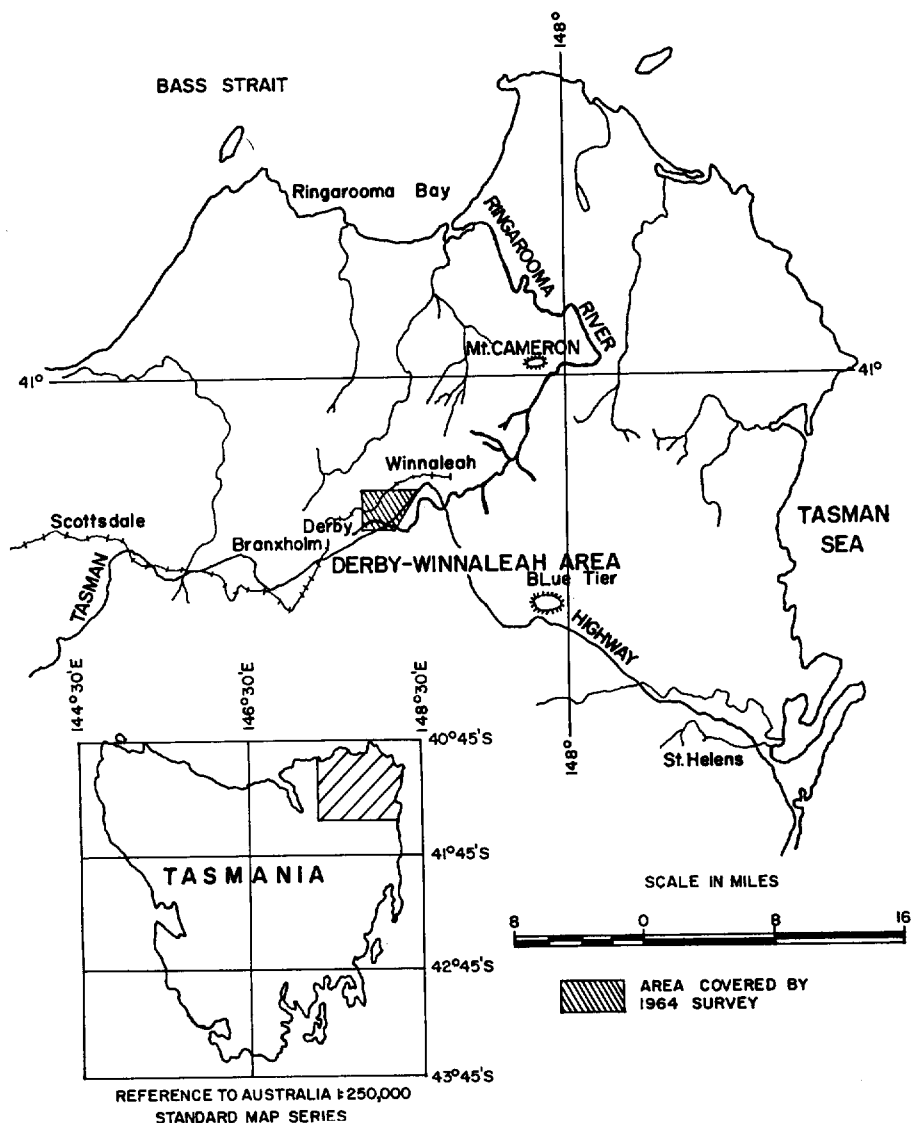 148°
BASS STRAIT
Ringarooma Bay
RINGAROOMA
RIVER
Mt.CAMERON
41°
41°
Winnaleah
Scottsdale
Derby
Branxholm
TASMAN
SEA
DERBY-WINNALEAH AREA
TASMAN
BLue Tier
HIGHWAY
148°
St.Helens
144°30'E
146°30'E
148°30'E
40°45'S
41°45'S
TASMANIA
42°45'S
43°45'S
REFERENCE TO AUSTRALIA 1:250,000
STANDARD MAP SERIES
SCALE IN MILES
8 0 8 16
AREA COVERED BY
1964 SURVEY